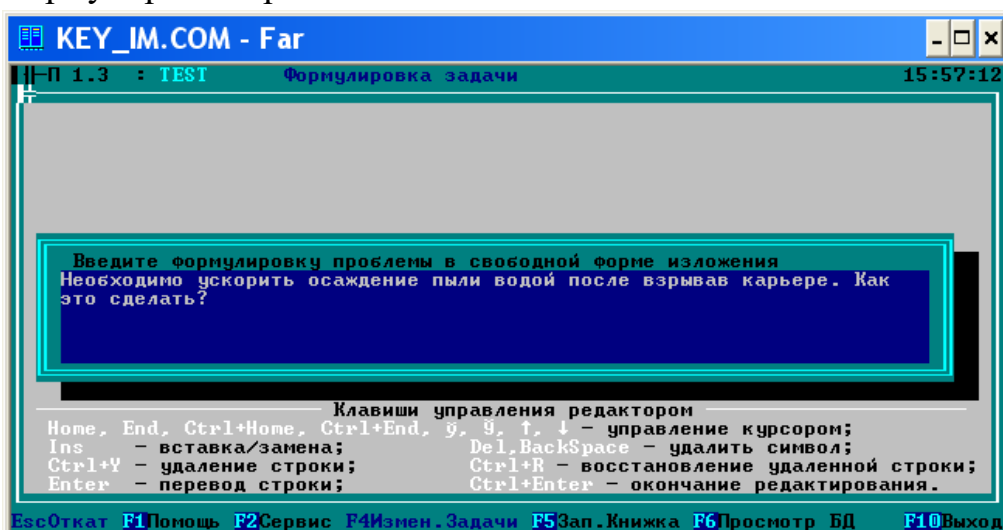 KEY_IM.COM - Far
П 1.3 : TEST Формулировка задачи 15:57:12
Введите формулировку проблемы в свободной форме изложения
Необходимо ускорить осаждение пыли водой после взрывав карьере. Как
это сделать?
Клавиши управления редактором
Home, End, Ctrl+Home, Ctrl+End, ў, ў, ↑, ↓ – управление курсором;
Ins – вставка/замена; Del,BackSpace – удалить символ;
Ctrl+Y – удаление строки; Ctrl+R – восстановление удаленной строки;
Enter – перевод строки; Ctrl+Enter – окончание редактирования.
EscОткат F1Помощь F2Сервис F4Измен.Задачи F5Зап.Книжка F6Просмотр БД F10Выход